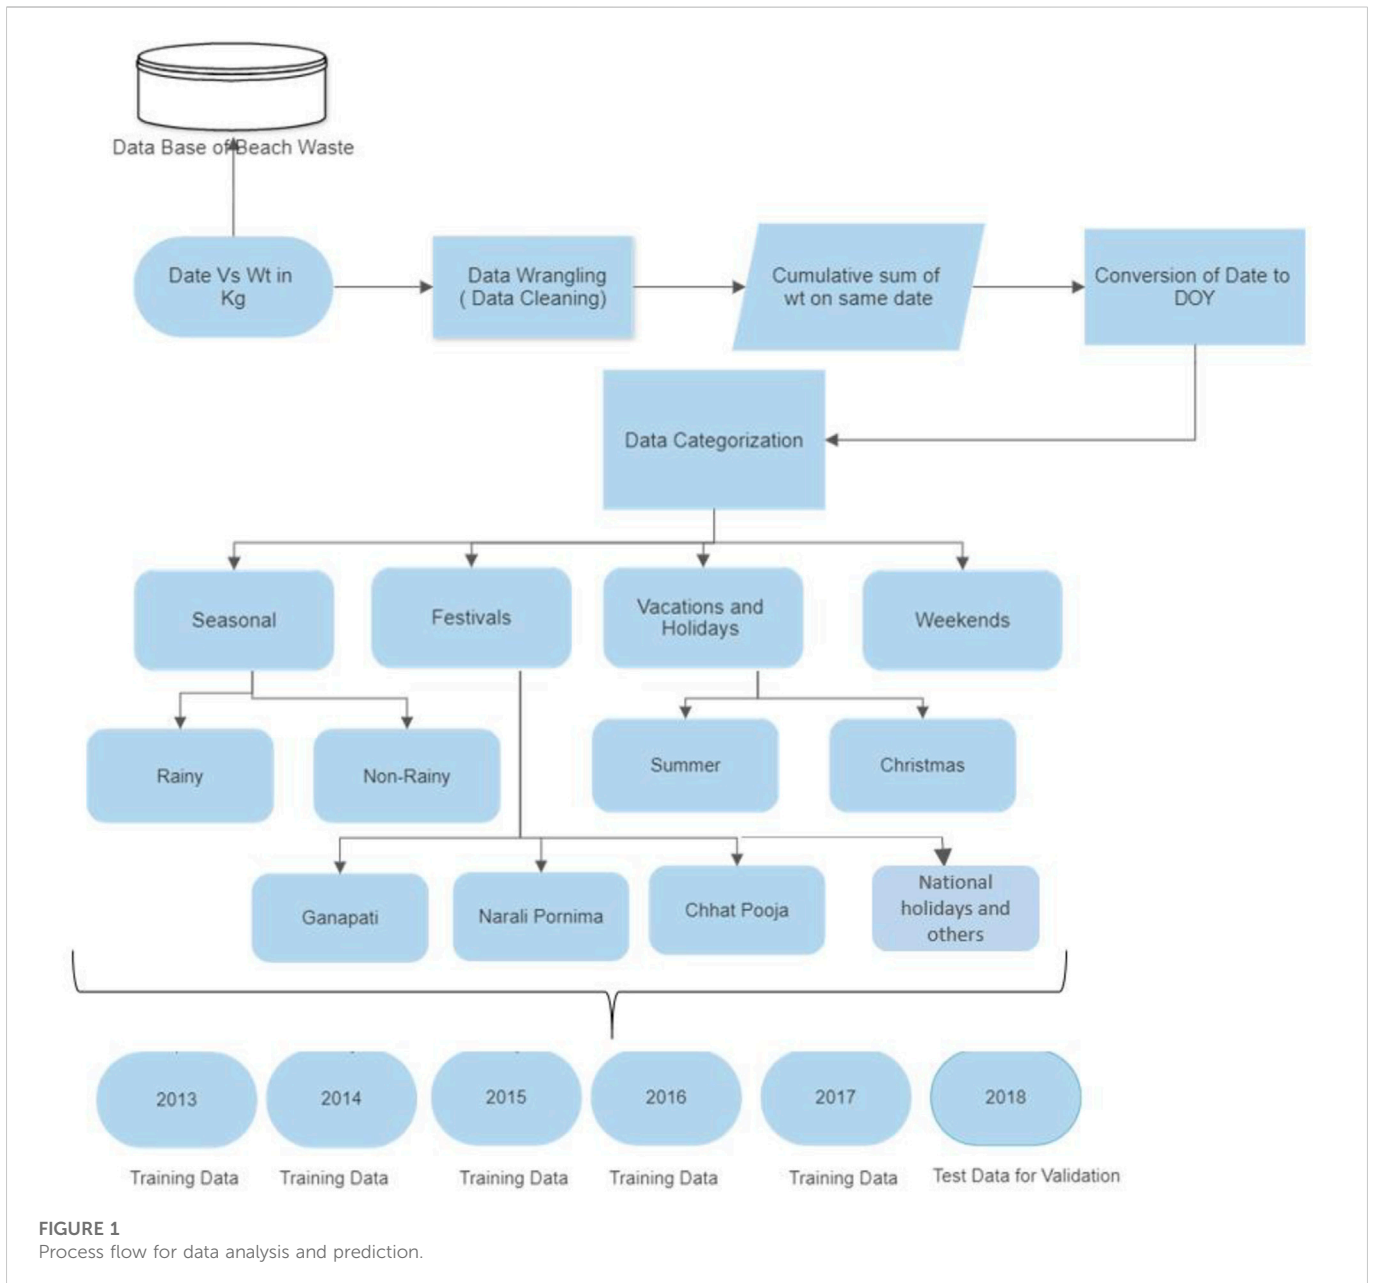 Data Base of Beach Waste
Date Vs Wt in
Kg
Data Wrangling
( Data Cleaning)
Cumulative sum of
wt on same date
Conversion of Date to
DOY
Data Categorization
Seasonal
Festivals
Vacations and
Holidays
Weekends
Rainy
Non-Rainy
Summer
Christmas
Ganapati
Narali Pornima
Chhat Pooja
National
holidays and
others
2013
2014
2015
2016
2017
2018
Training Data
Training Data
Training Data
Training Data
Training Data
Test Data for Validation
FIGURE 1
Process flow for data analysis and prediction.